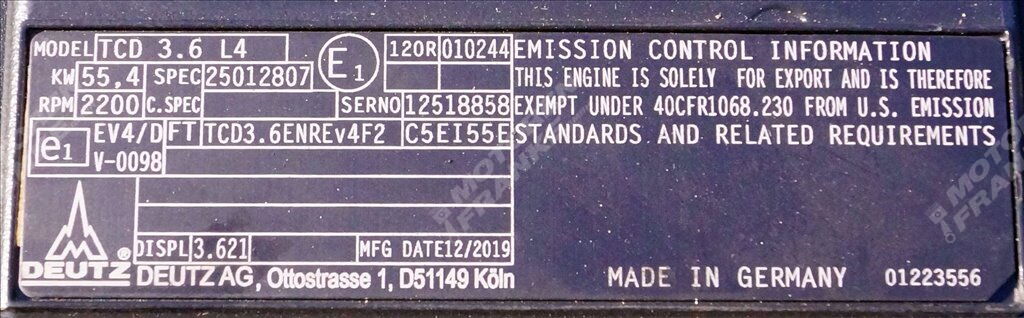 MODEL TCD 3.6 L4 E1 120R 010244 EMISSION CONTROL INFORMATION
KW 55,4 SPEC 25012807 THIS ENGINE IS SOLELY FOR EXPORT AND IS THEREFORE
RPM 2200 C.SPEC SERNO 12518858 EXEMPT UNDER 40CFR1068.230 FROM U.S. EMISSION
e1 EV4/D FT TCD3.6ENREv4F2 C5EI55E STANDARDS AND RELATED REQUIREMENTS
V-0098
DISPL 3.621 MFG DATE 12/2019
DEUTZ® DEUTZ AG, Ottostrasse 1, D51149 Köln MADE IN GERMANY 01223556